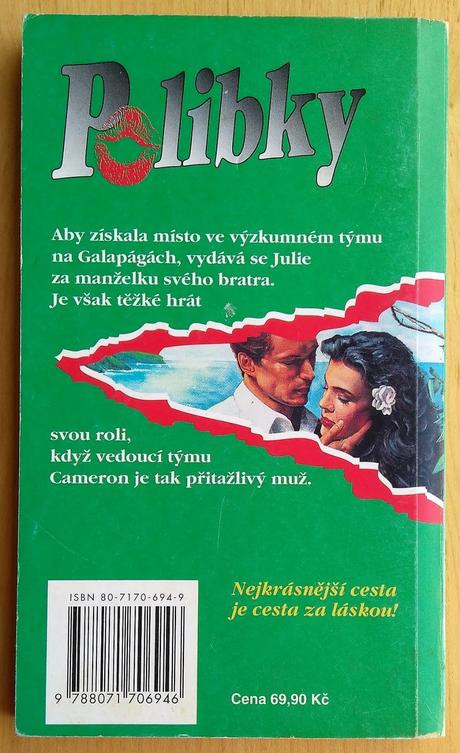 Polibky
Aby získala místo ve výzkumném týmu
na Galapágách, vydává se Julie
za manželku svého bratra.
Je však těžké hrát
svou roli,
když vedoucí týmu
Cameron je tak přitažlivý muž.
Nejkrásnější cesta
je cesta za láskou!
ISBN 80-7170-694-9
9 788071 706946
Cena 69,90 Kč